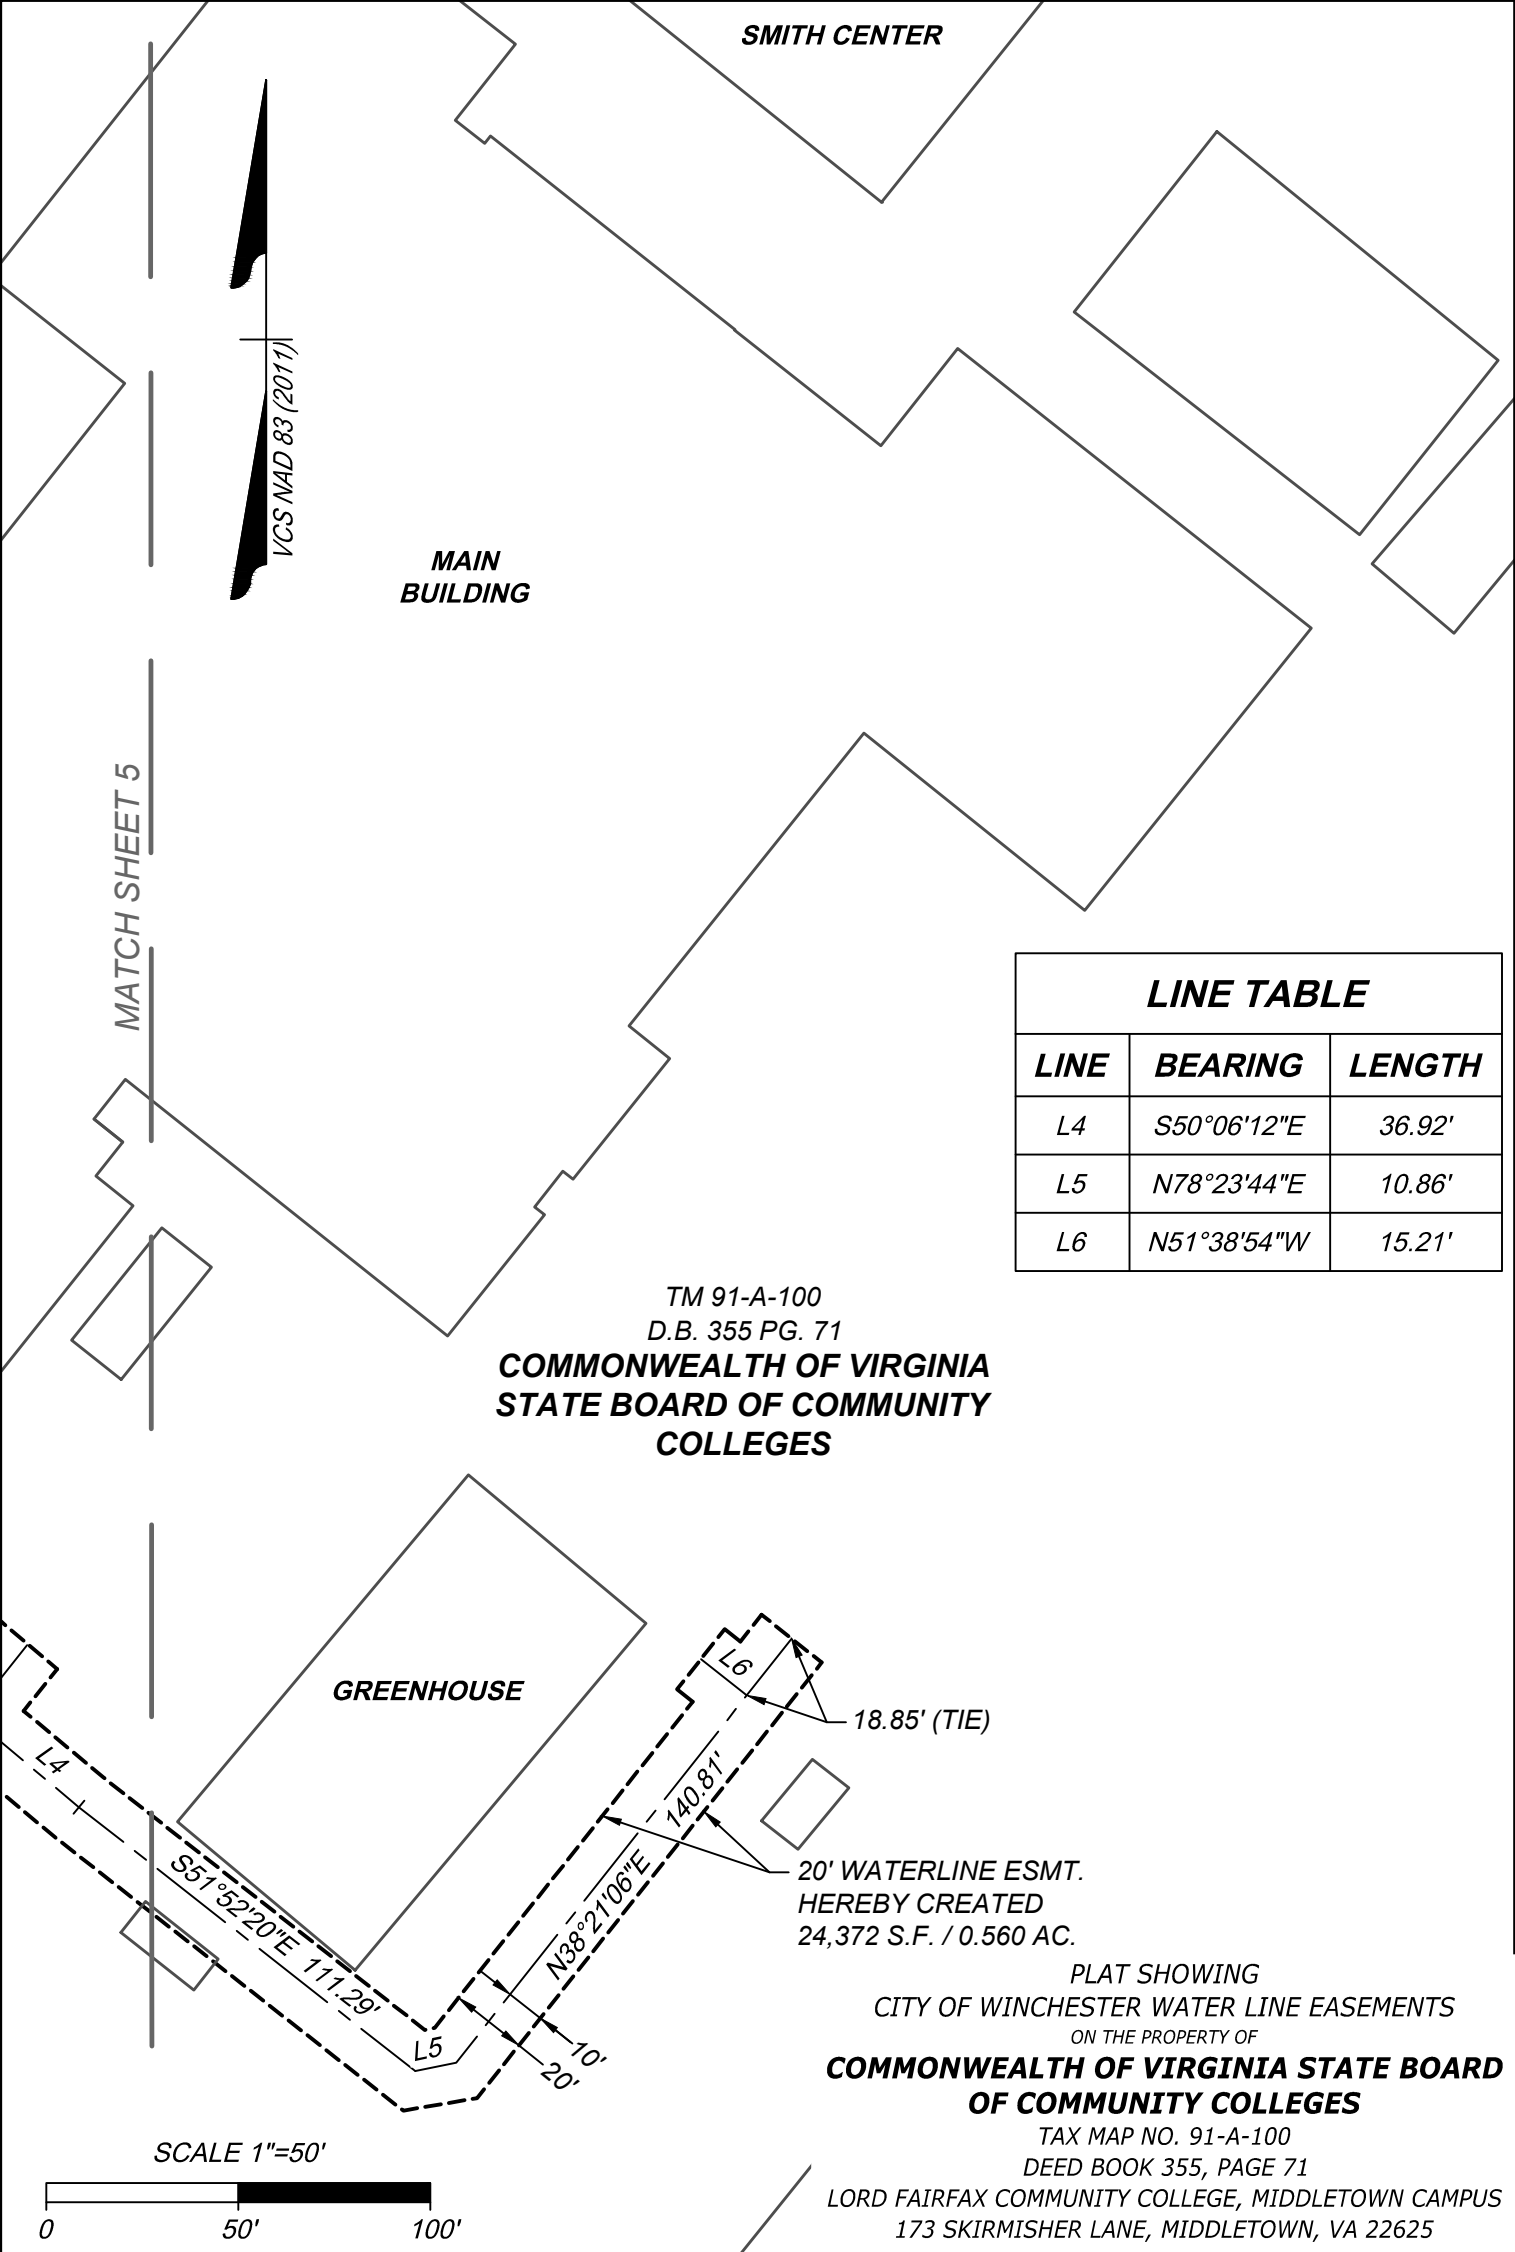 SMITH CENTER
VCS NAD 83 (2011)
MAIN
BUILDING
MATCH SHEET 5
LINE TABLE
LINE BEARING LENGTH
L4 S50°06'12"E 36.92'
L5 N78°23'44"E 10.86'
L6 N51°38'54"W 15.21'
TM 91-A-100
D.B. 355 PG. 71
COMMONWEALTH OF VIRGINIA
STATE BOARD OF COMMUNITY
COLLEGES
GREENHOUSE
L6
18.85' (TIE)
L4
S51°52'20"E 111.29'
N38°21'06"E 140.81'
L5
10'
20'
20' WATERLINE ESMT.
HEREBY CREATED
24,372 S.F. / 0.560 AC.
PLAT SHOWING
CITY OF WINCHESTER WATER LINE EASEMENTS
ON THE PROPERTY OF
COMMONWEALTH OF VIRGINIA STATE BOARD
OF COMMUNITY COLLEGES
TAX MAP NO. 91-A-100
DEED BOOK 355, PAGE 71
LORD FAIRFAX COMMUNITY COLLEGE, MIDDLETOWN CAMPUS
173 SKIRMISHER LANE, MIDDLETOWN, VA 22625
SCALE 1"=50'
0 50' 100'